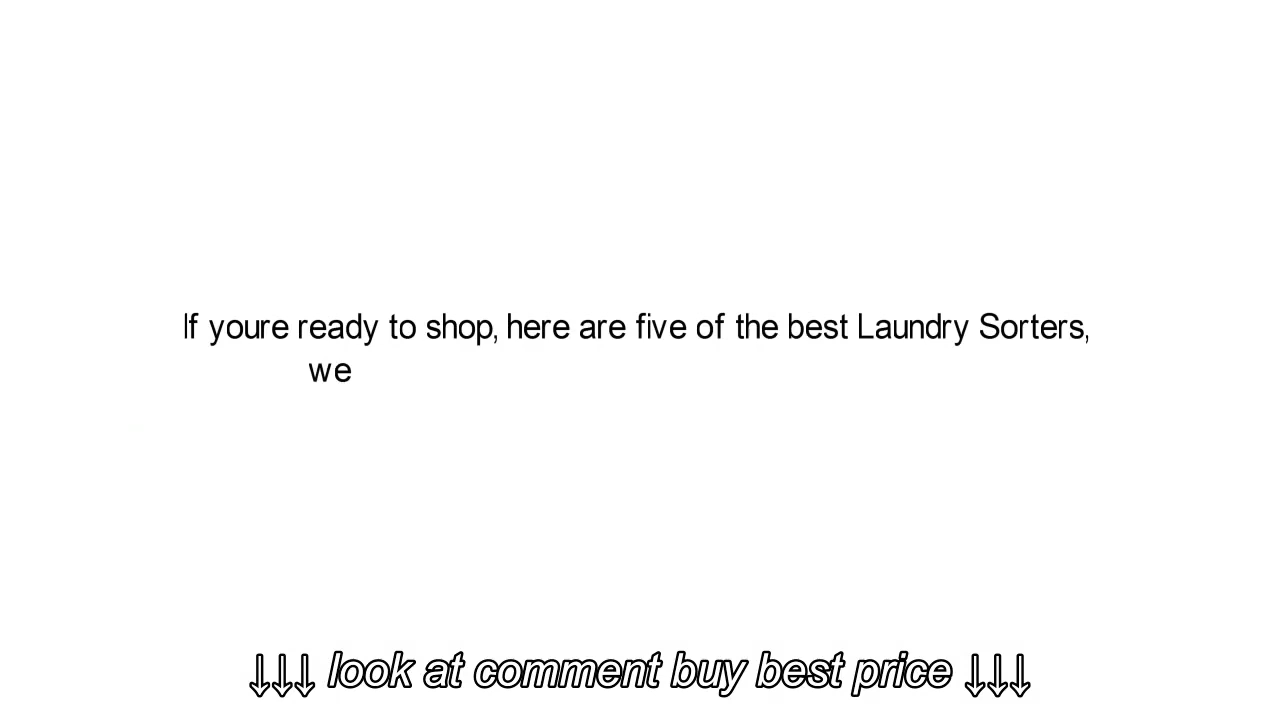 If youre ready to shop, here are five of the best Laundry Sorters,
we
↓↓↓ look at comment buy best price ↓↓↓